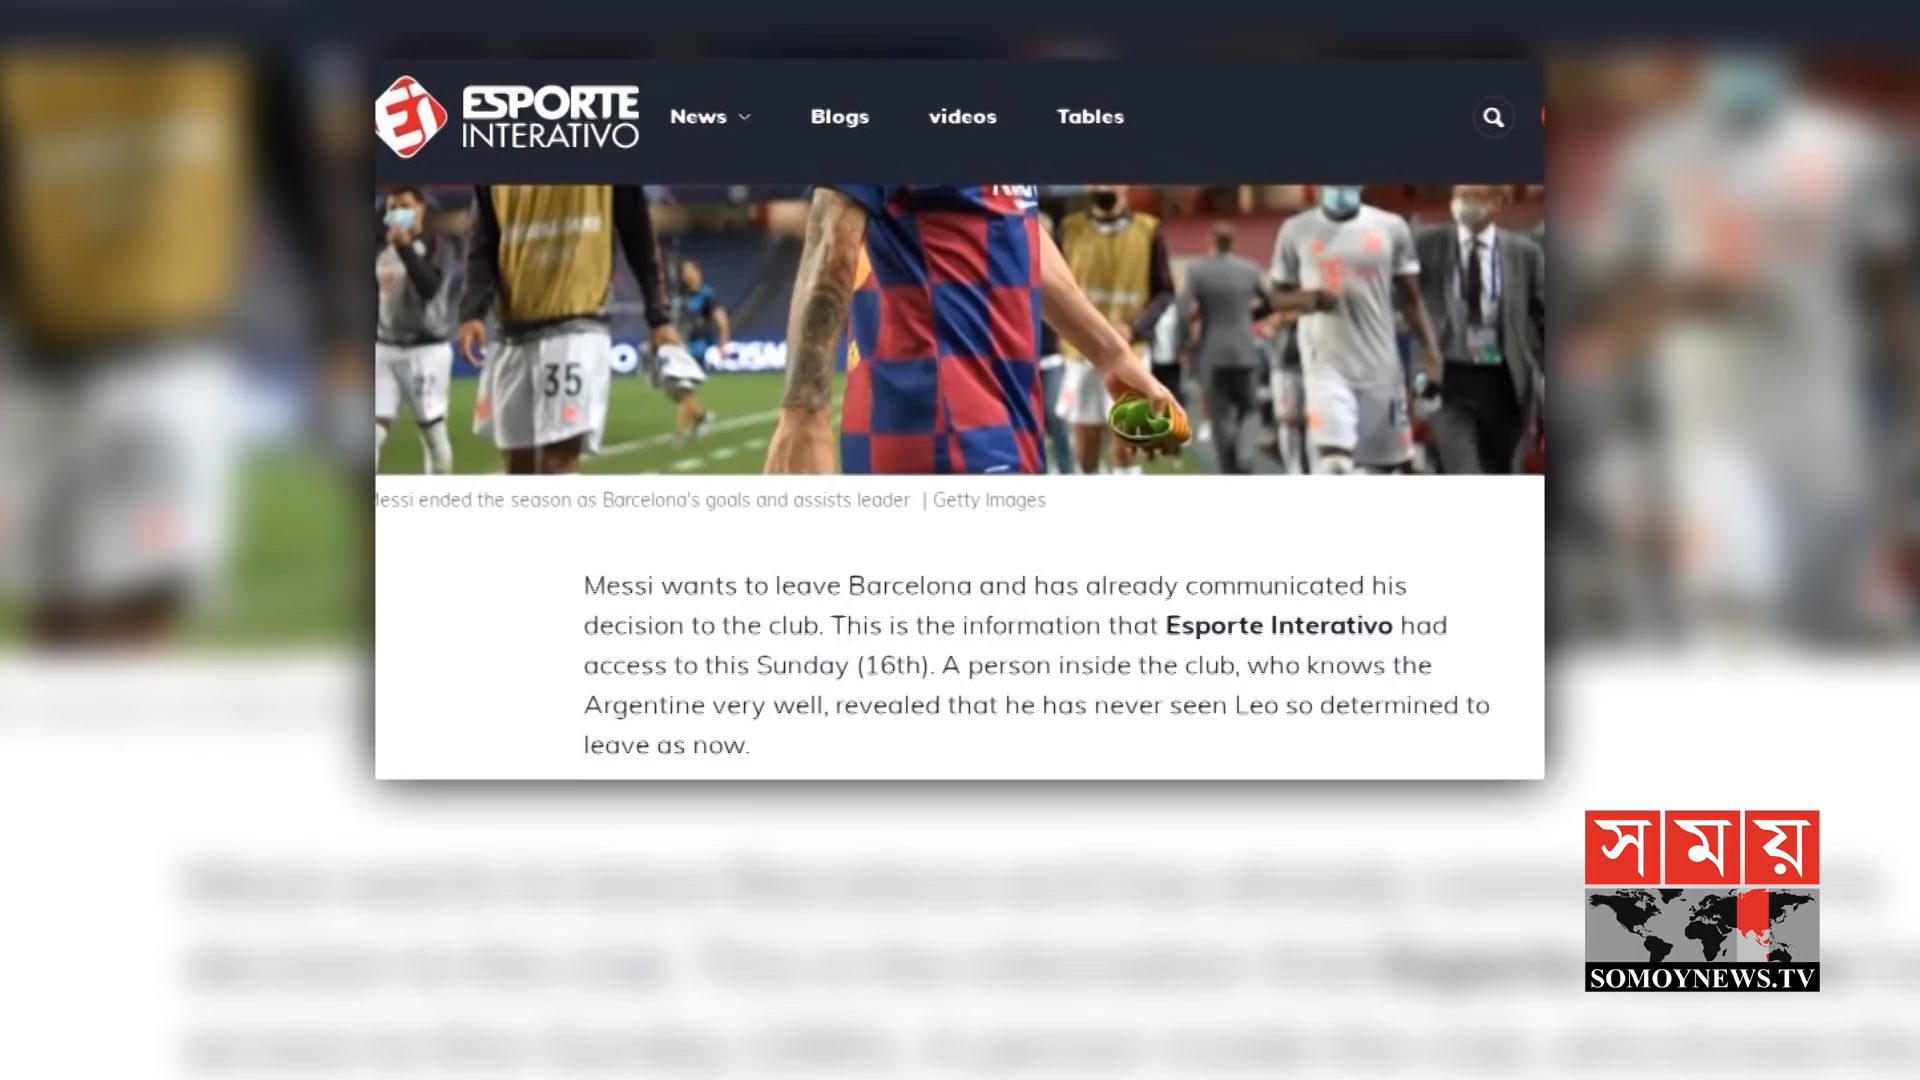 ESPORTE
INTERATIVO
News
Blogs
videos
Tables
35
essi ended the season as Barcelona's goals and assists leader | Getty Images
Messi wants to leave Barcelona and has already communicated his
decision to the club. This is the information that Esporte Interativo had
access to this Sunday (16th). A person inside the club, who knows the
Argentine very well, revealed that he has never seen Leo so determined to
leave as now.
সময়
SOMOYNEWS.TV